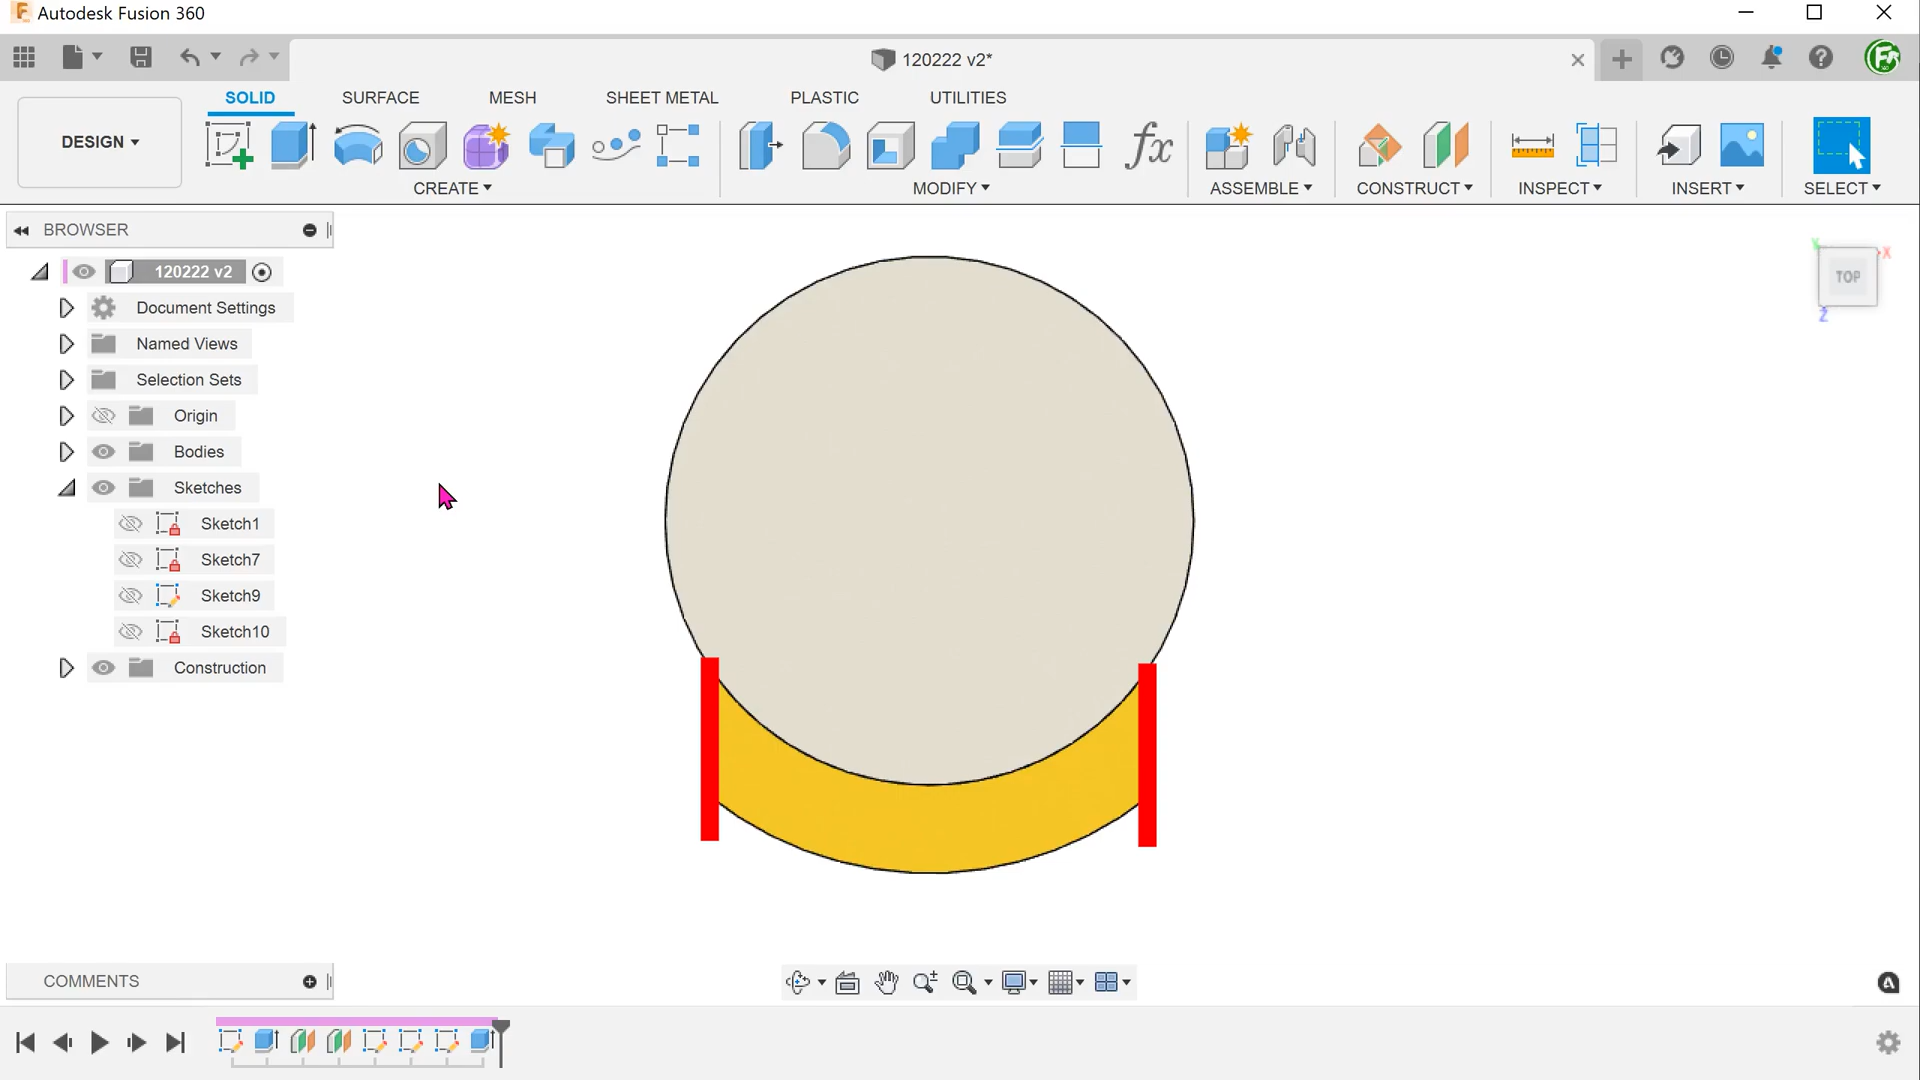 Autodesk Fusion 360
120222 v2*
SOLID SURFACE MESH SHEET METAL PLASTIC UTILITIES
DESIGN
fx
CREATE MODIFY ASSEMBLE CONSTRUCT INSPECT INSERT SELECT
BROWSER
120222 v2
Document Settings
Named Views
Selection Sets
Origin
Bodies
Sketches
Sketch1
Sketch7
Sketch9
Sketch10
Construction
Y
X
TOP
Z
COMMENTS